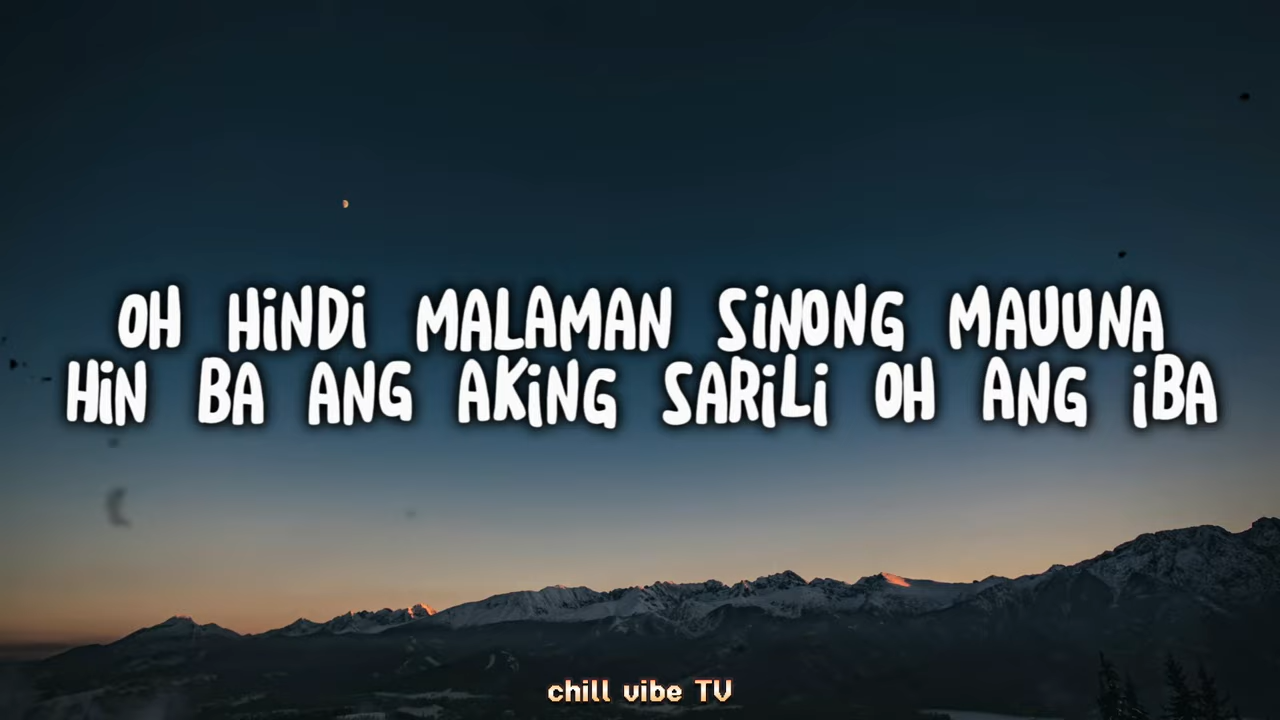 OH HiNDi MALAMAN SiNONG MAUUNA
HiN BA ANG AKiNG SARiLi OH ANG iBA
chill vibe TV